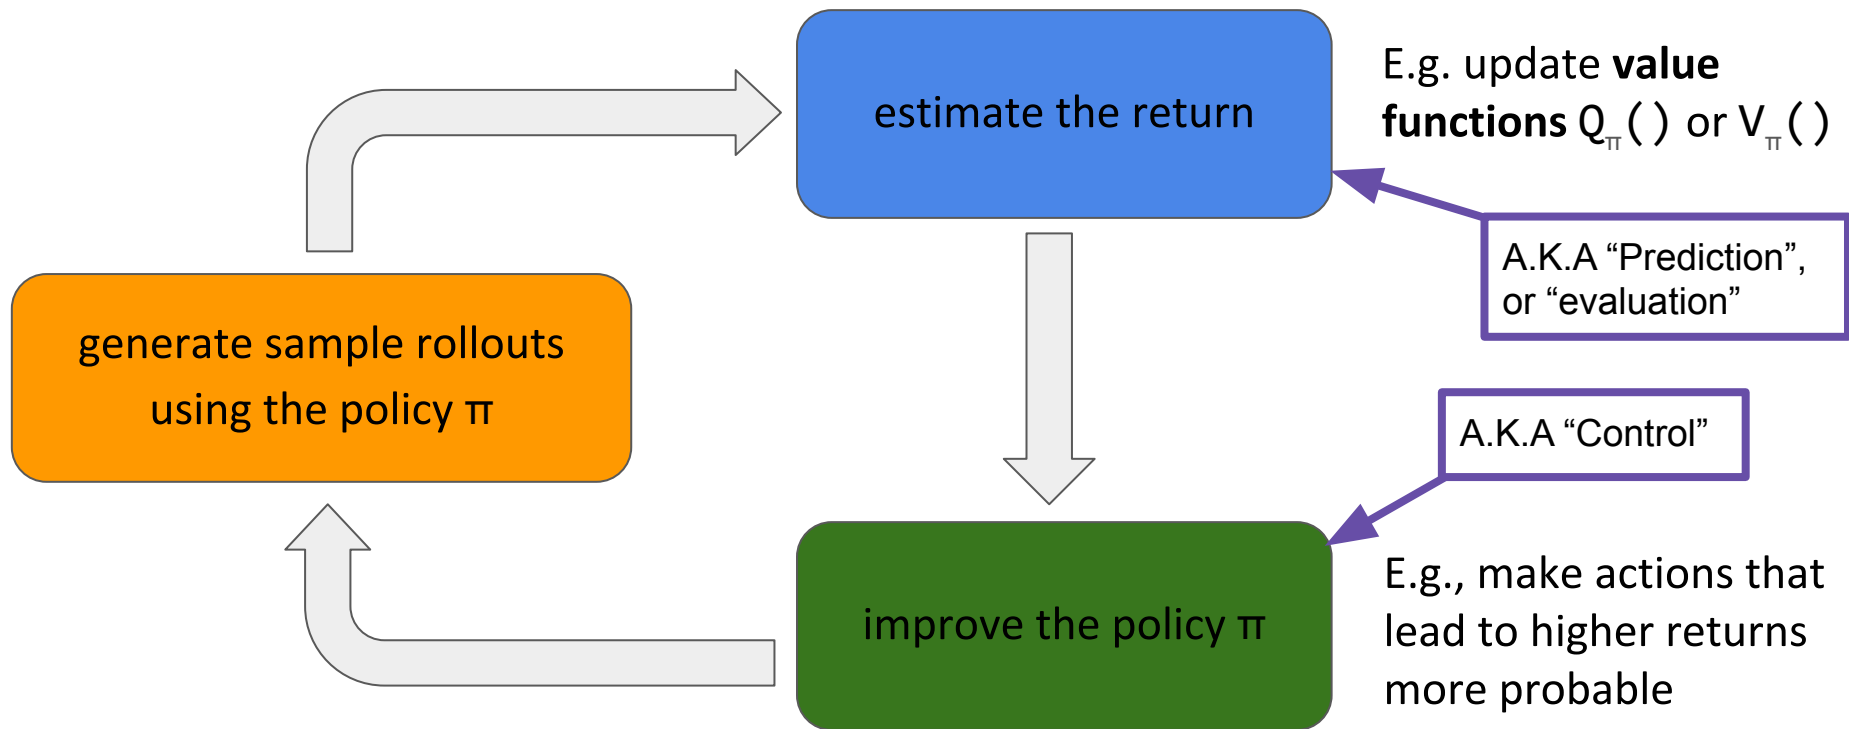 estimate the return
E.g. update value
functions Qπ() or Vπ()
A.K.A “Prediction”,
or “evaluation”
generate sample rollouts
using the policy π
A.K.A “Control”
improve the policy π
E.g., make actions that
lead to higher returns
more probable